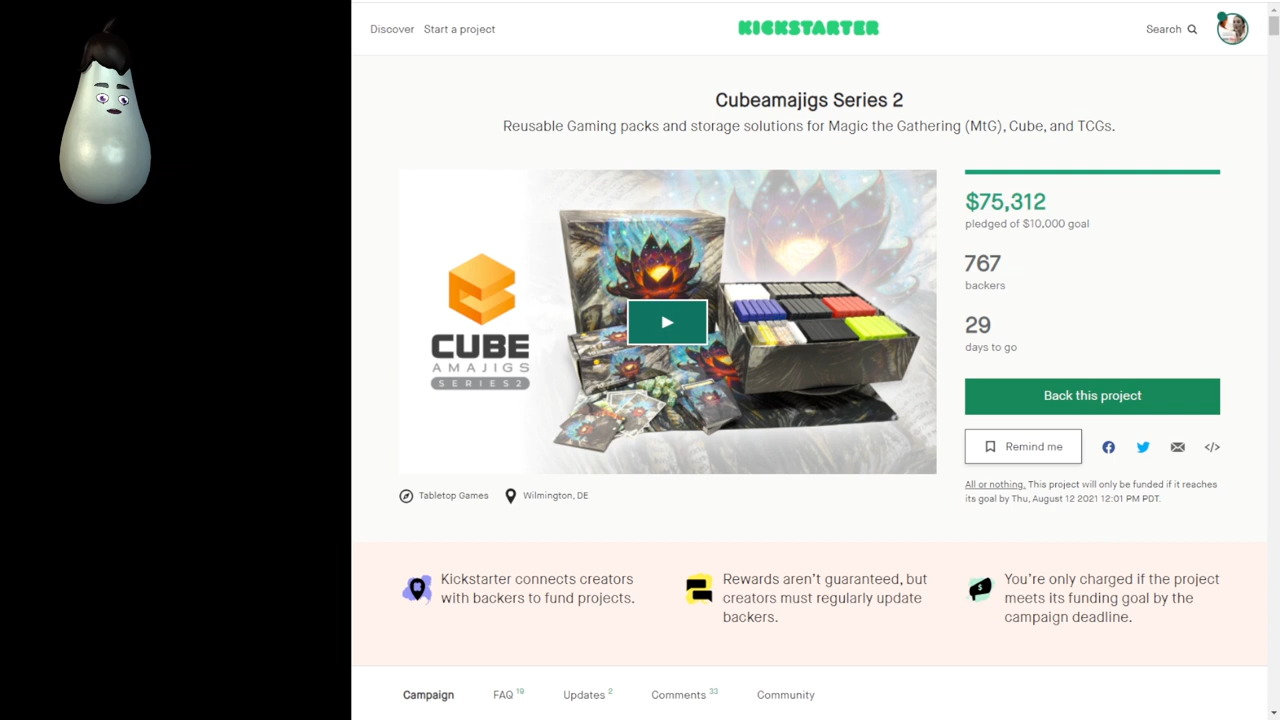 Discover Start a project
KICKSTARTER
Search
Cubeamajigs Series 2
Reusable Gaming packs and storage solutions for Magic the Gathering (MtG), Cube, and TCGs.
CUBE
AMAJIGS
SERIES 2
$75,312
pledged of $10,000 goal
767
backers
29
days to go
Back this project
Remind me
</>
All or nothing. This project will only be funded if it reaches
its goal by Thu, August 12 2021 12:01 PM PDT.
Tabletop Games Wilmington, DE
Kickstarter connects creators
with backers to fund projects.
Rewards aren't guaranteed, but
creators must regularly update
backers.
You're only charged if the project
meets its funding goal by the
campaign deadline.
Campaign FAQ 19 Updates 2 Comments 33 Community